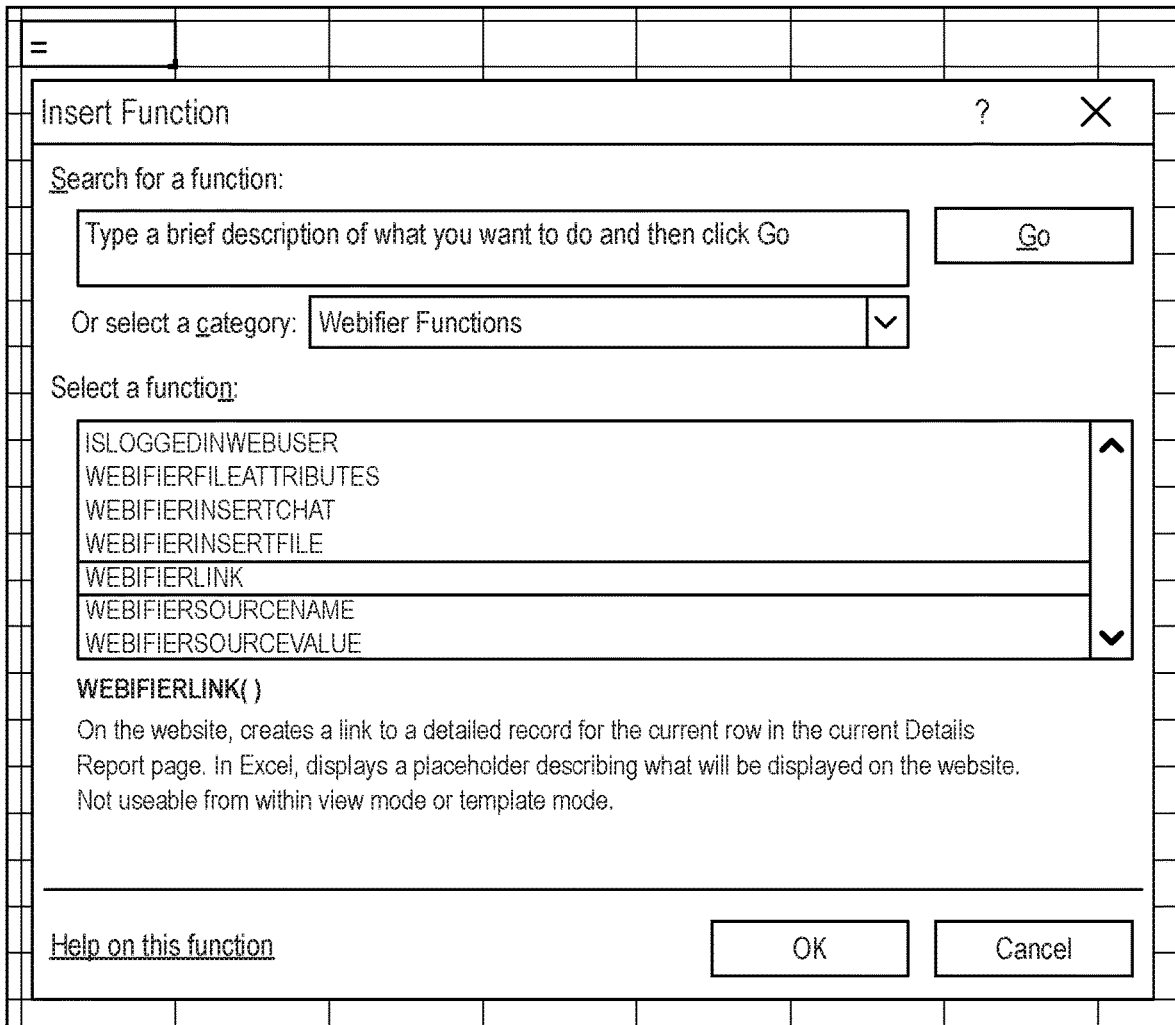 =
Insert Function ? X
Search for a function:
Type a brief description of what you want to do and then click Go
Go
Or select a category: Webifier Functions
Select a function:
ISLOGGEDINWEBUSER
WEBIFIERFILEATTRIBUTES
WEBIFIERINSERTCHAT
WEBIFIERINSERTFILE
WEBIFIERLINK
WEBIFIERSOURCENAME
WEBIFIERSOURCEVALUE
WEBIFIERLINK( )
On the website, creates a link to a detailed record for the current row in the current Details
Report page. In Excel, displays a placeholder describing what will be displayed on the website.
Not useable from within view mode or template mode.
Help on this function
OK
Cancel